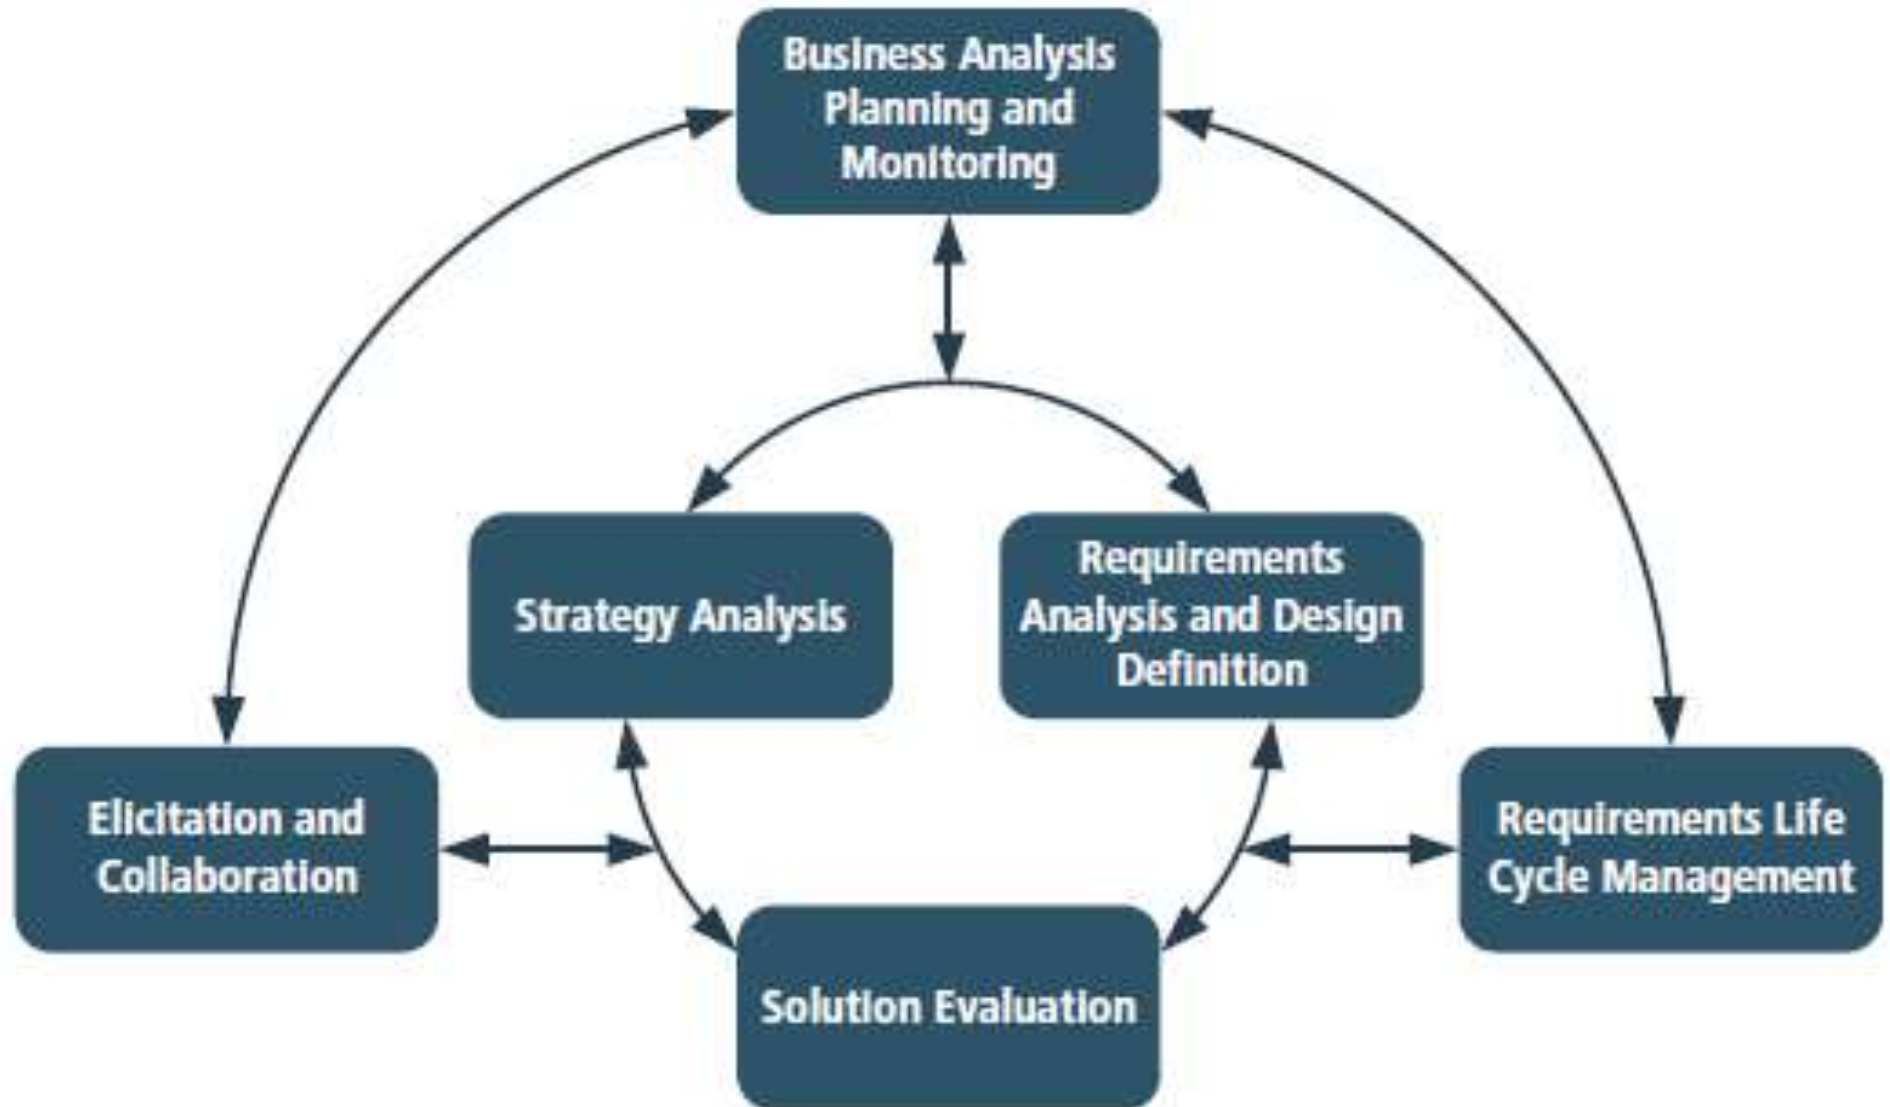 Business Analysis
Planning and
Monitoring
Strategy Analysis
Requirements
Analysis and Design
Definition
Elicitation and
Collaboration
Requirements Life
Cycle Management
Solution Evaluation